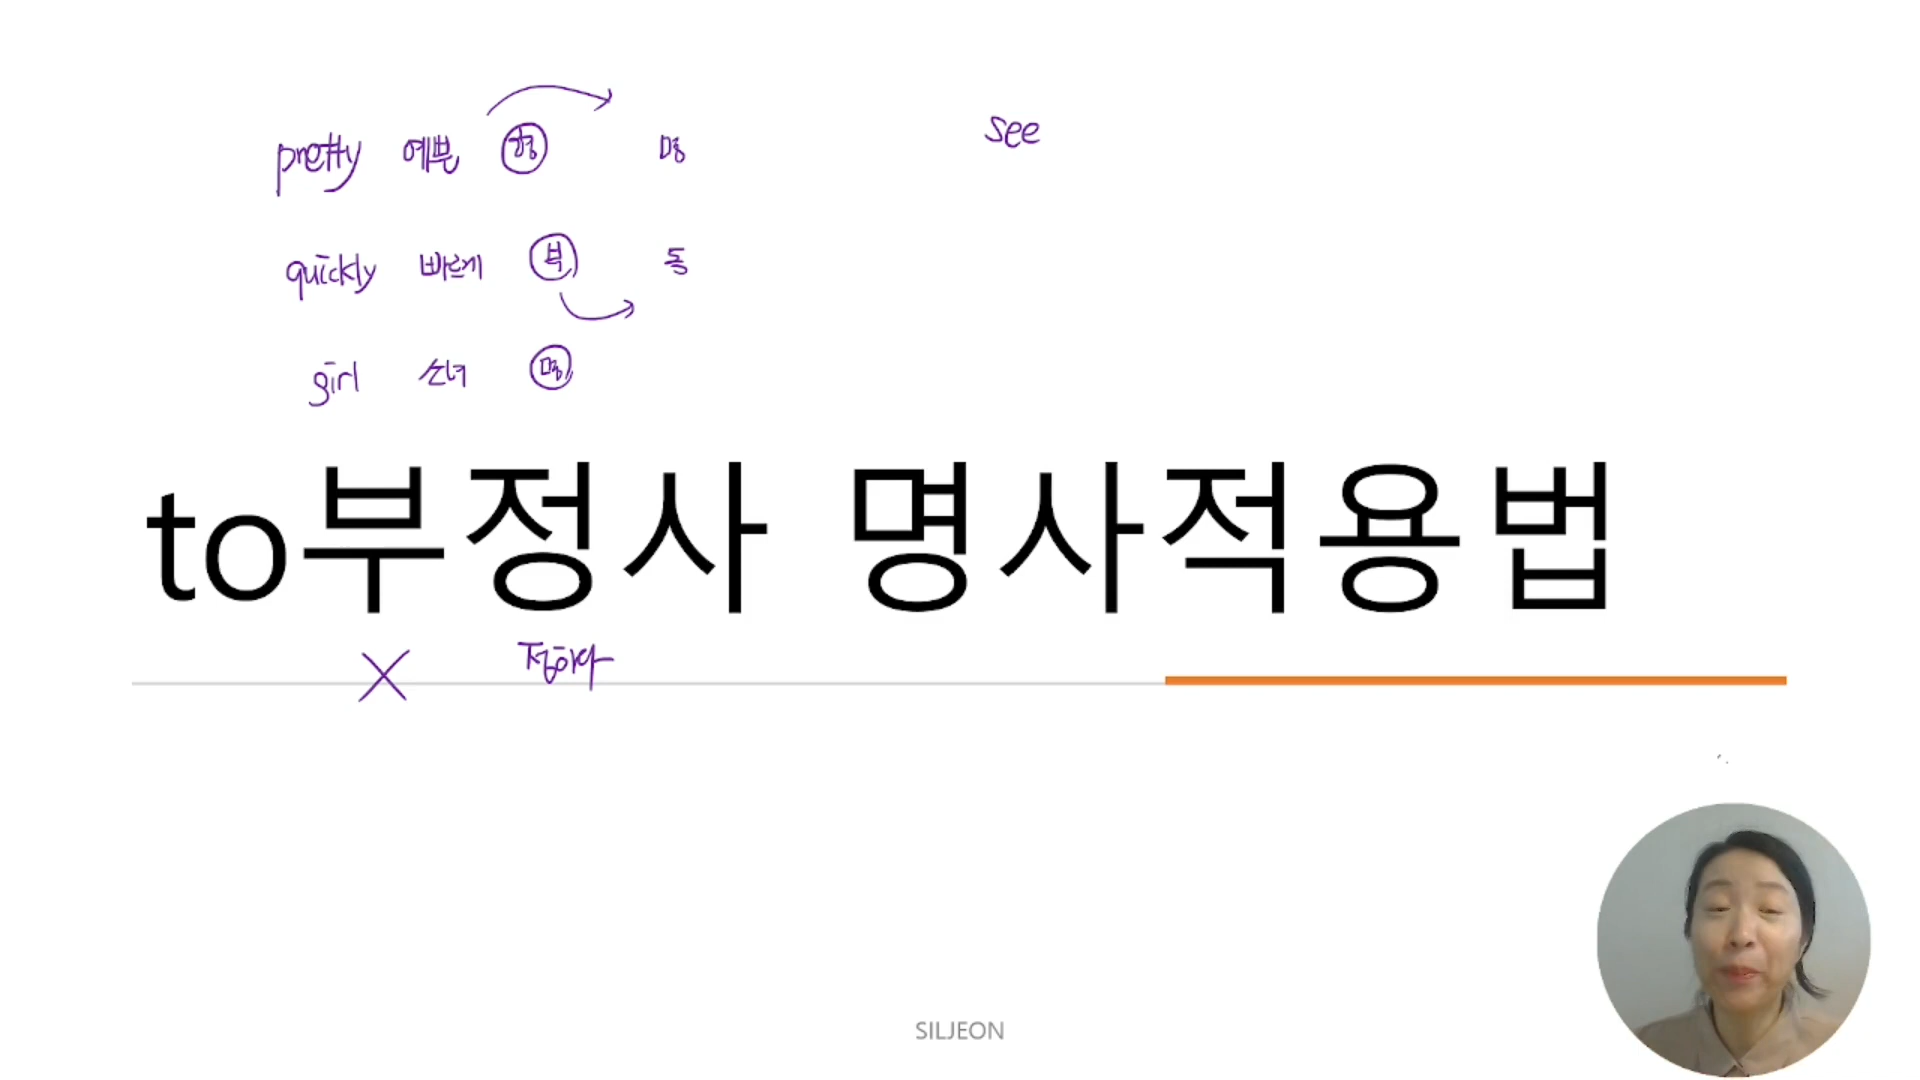 pretty 예쁜 형 명 see
quickly 빠르게 부 동
girl 소녀 명
to부정사 명사적용법
X 정하다
SILJEON